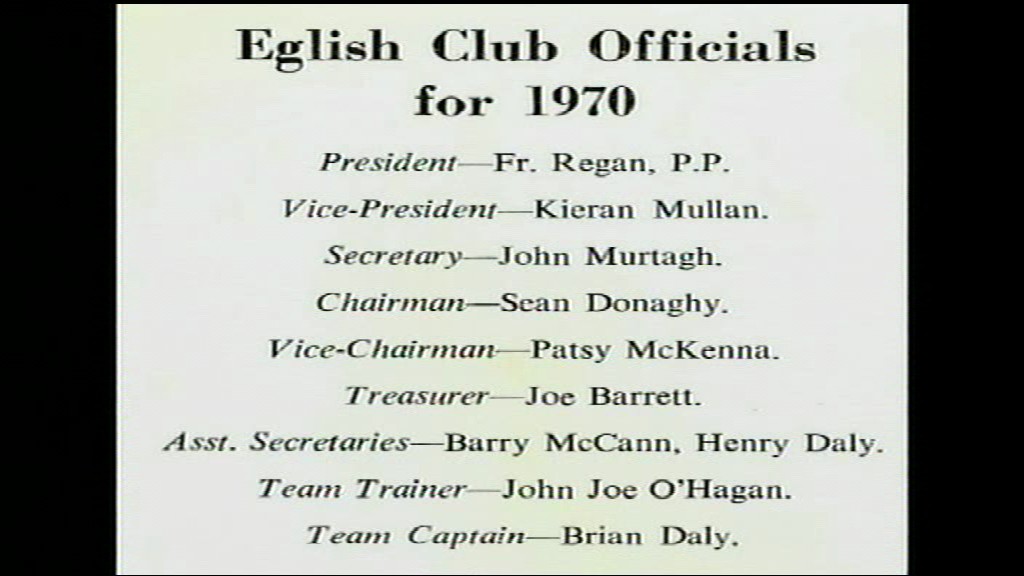 Eglish Club Officials
for 1970
President—Fr. Regan, P.P.
Vice-President—Kieran Mullan.
Secretary—John Murtagh.
Chairman—Sean Donaghy.
Vice-Chairman—Patsy McKenna.
Treasurer—Joe Barrett.
Asst. Secretaries—Barry McCann, Henry Daly.
Team Trainer—John Joe O'Hagan.
Team Captain—Brian Daly.